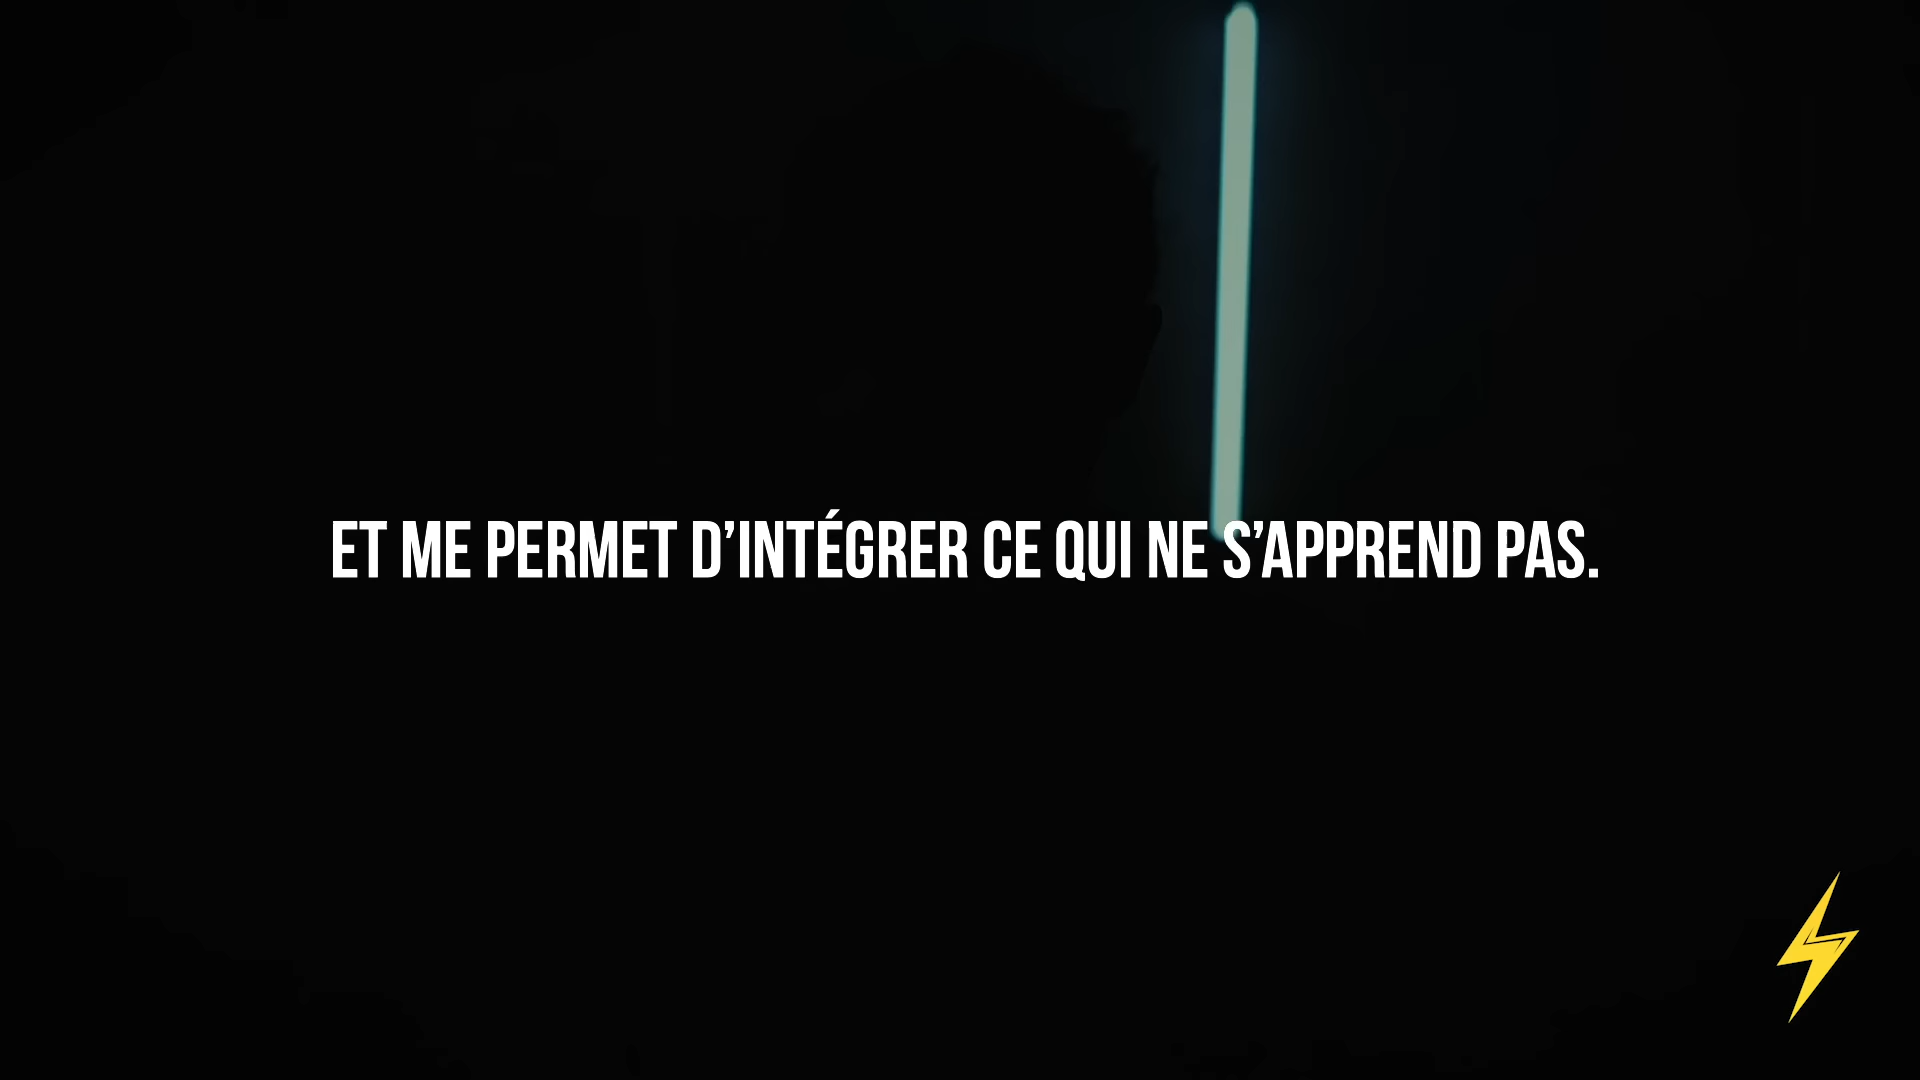 ET ME PERMET D’INTÉGRER CE QUI NE S’APPREND PAS.